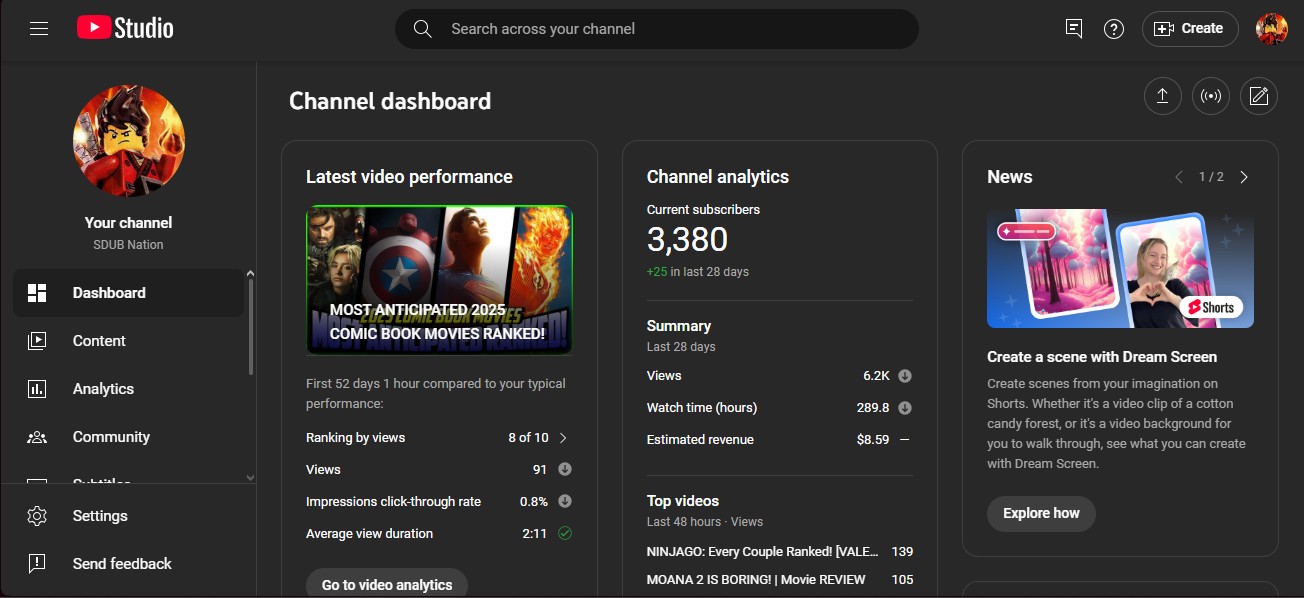 Studio
Search across your channel
Create
Your channel
SDUB Nation
Dashboard
Content
Analytics
Community
Subtitles
Settings
Send feedback
Channel dashboard
Latest video performance
MOST ANTICIPATED 2025
COMIC BOOK MOVIES RANKED!
First 52 days 1 hour compared to your typical
performance:
Ranking by views 8 of 10
Views 91
Impressions click-through rate 0.8%
Average view duration 2:11
Go to video analytics
Channel analytics
Current subscribers
3,380
+25 in last 28 days
Summary
Last 28 days
Views 6.2K
Watch time (hours) 289.8
Estimated revenue $8.59 —
Top videos
Last 48 hours · Views
NINJAGO: Every Couple Ranked! [VALE... 139
MOANA 2 IS BORING! | Movie REVIEW 105
News
1 / 2
Shorts
Create a scene with Dream Screen
Create scenes from your imagination on
Shorts. Whether it's a video clip of a cotton
candy forest, or it's a video background for
you to walk through, see what you can create
with Dream Screen.
Explore how